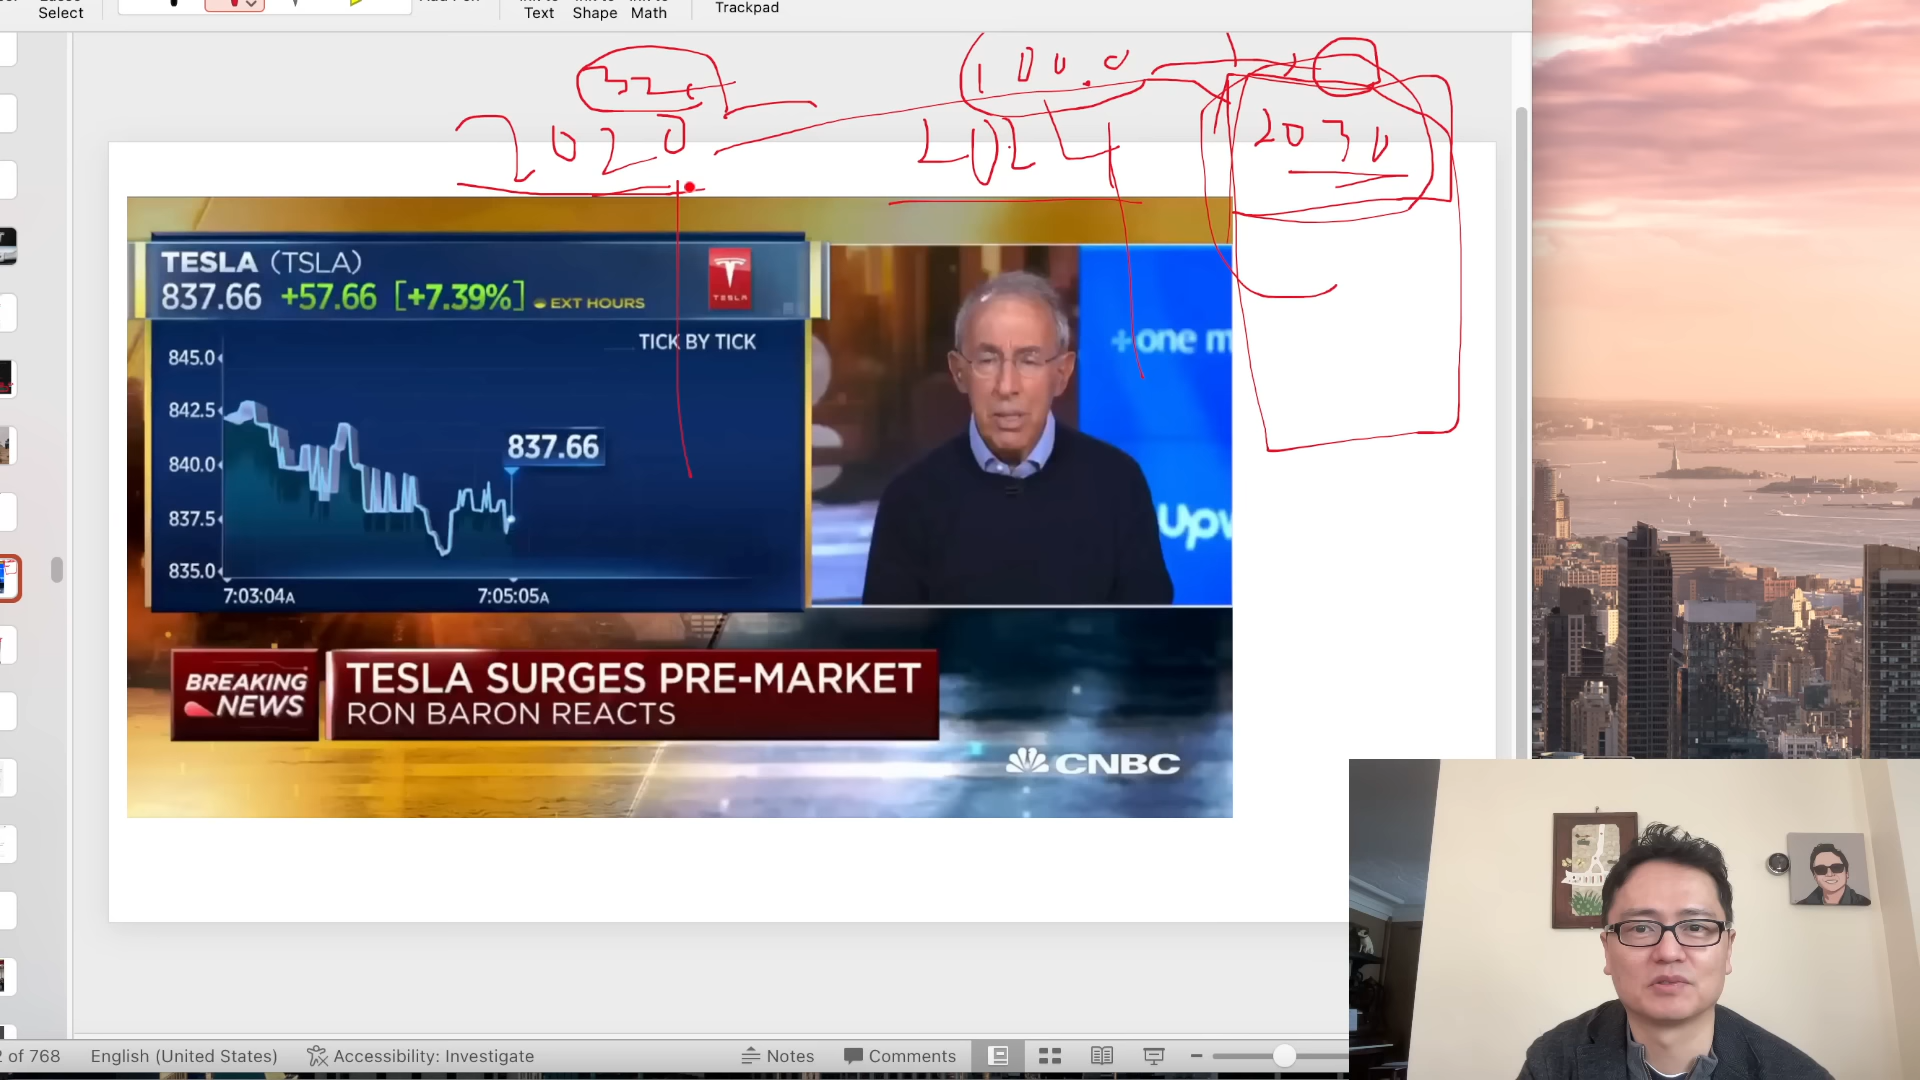 Select
Text
Shape
Math
Trackpad
32
100.0
2020
2024
2030
TESLA (TSLA)
837.66 +57.66 [+7.39%] EXT HOURS
TESLA
TICK BY TICK
845.0
842.5
840.0
837.5
835.0
837.66
7:03:04A 7:05:05A
+one m
Upw
BREAKING NEWS
TESLA SURGES PRE-MARKET
RON BARON REACTS
CNBC
of 768 English (United States) Accessibility: Investigate Notes Comments